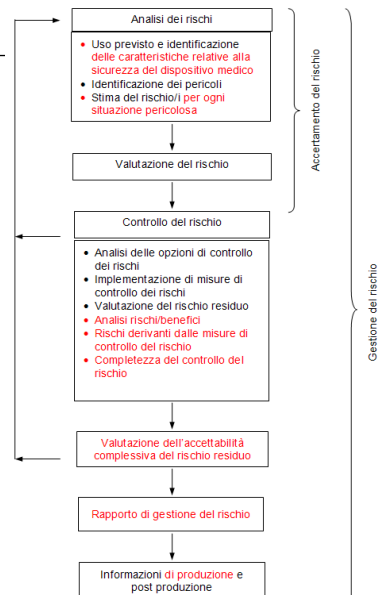 Analisi dei rischi
• Uso previsto e identificazione
delle caratteristiche relative alla
sicurezza del dispositivo medico
• Identificazione dei pericoli
• Stima del rischio/i per ogni
situazione pericolosa
Accertamento del rischio
Valutazione del rischio
Controllo del rischio
• Analisi delle opzioni di controllo
dei rischi
• Implementazione di misure di
controllo dei rischi
• Valutazione del rischio residuo
• Analisi rischi/benefici
• Rischi derivanti dalle misure di
controllo del rischio
• Completezza del controllo del
rischio
Gestione del rischio
Valutazione dell'accettabilità
complessiva del rischio residuo
Rapporto di gestione del rischio
Informazioni di produzione e
post produzione